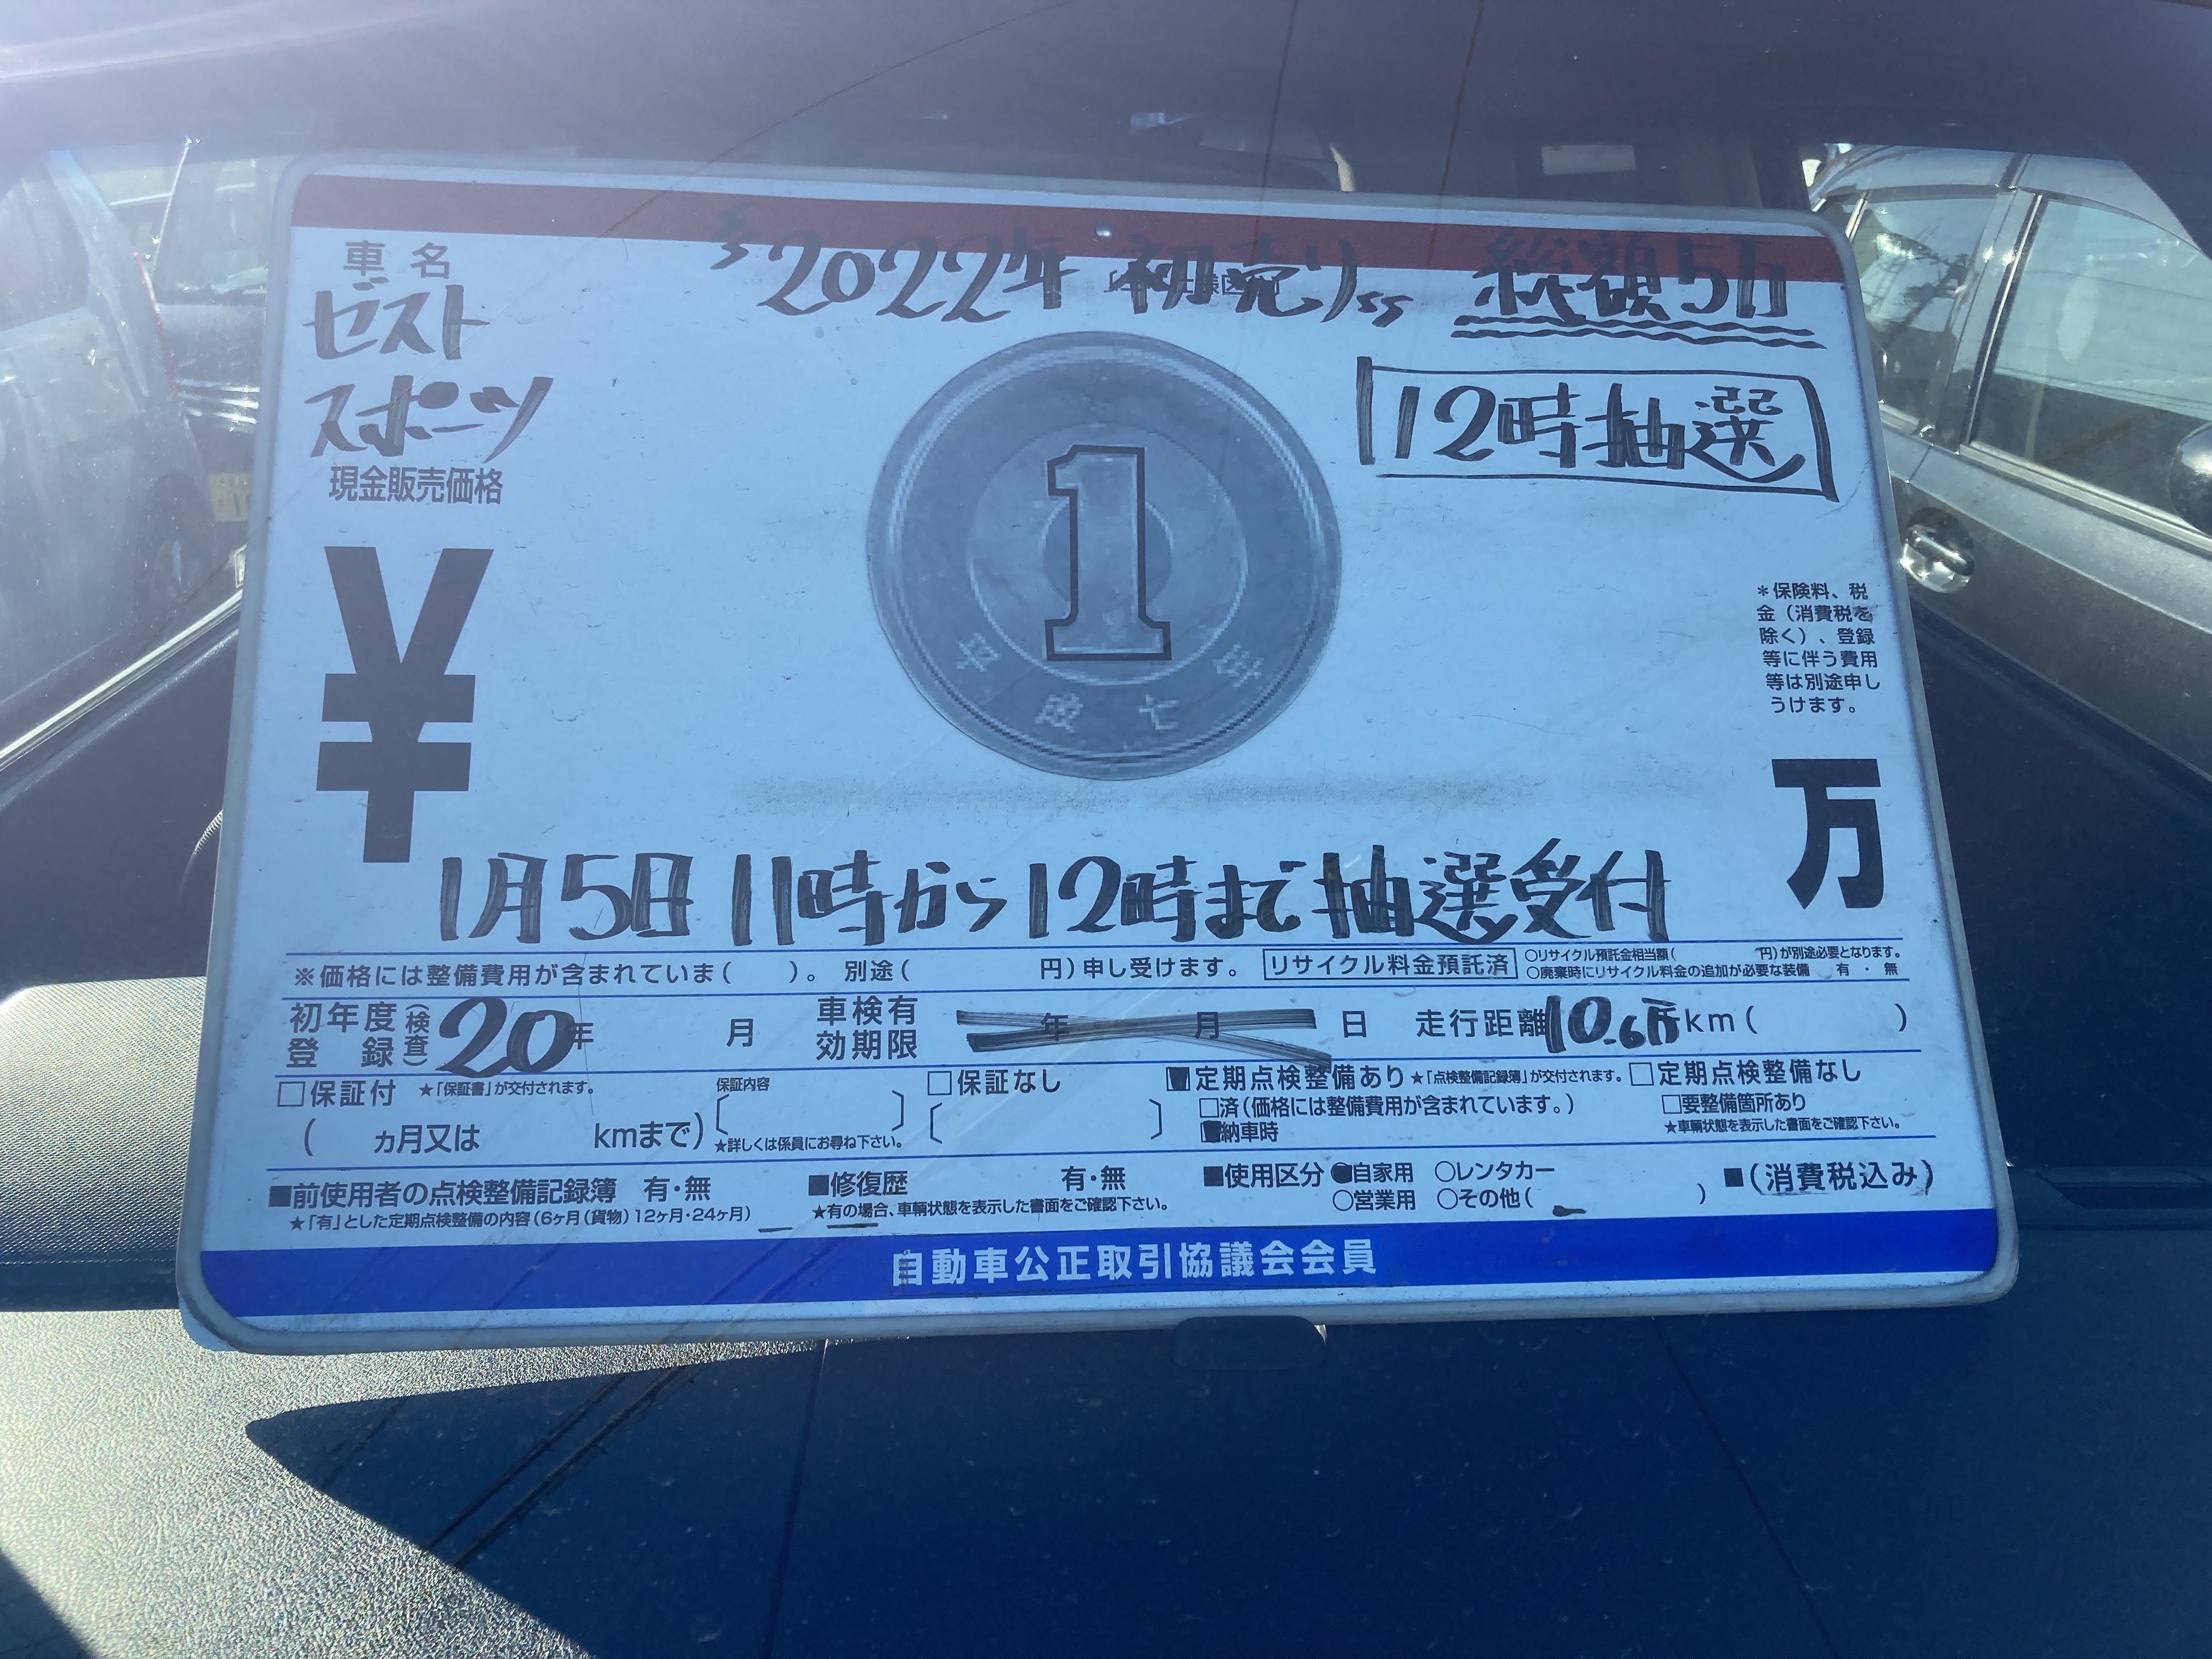 車名
ゼスト
スポーツ
2022年 初売り 総額5万
12時抽選
現金販売価格
¥
1
平成七年
*保険料、税
金（消費税を
除く）、登録
等に伴う費用
等は別途申し
うけます。
万
1月5日 11時から12時まで抽選受付
※価格には整備費用が含まれていま（ ）。 別途（ 円）申し受けます。 リサイクル料金預託済 ○リサイクル預託金相当額（ 円）が別途必要となります。
○廃棄時にリサイクル料金の追加が必要な装備 有・無
初年度登録（検査）20年 月 車検有効期限 年 月 日 走行距離10.6万km（ ）
□保証付 ★「保証書」が交付されます。 保証内容 □保証なし ■定期点検整備あり ★「点検整備記録簿」が交付されます。 □定期点検整備なし
（ ヵ月又は kmまで）〔 〕〔 〕 □済（価格には整備費用が含まれています。） □要整備箇所あり
★詳しくは係員にお尋ね下さい。 ■納車時 ★車輌状態を表示した書面をご確認下さい。
■前使用者の点検整備記録簿 有・無 ■修復歴 有・無 ■使用区分 ●自家用 ○レンタカー ■（消費税込み）
★「有」とした定期点検整備の内容（6ヶ月（貨物）12ヶ月・24ヶ月） ★有の場合、車輌状態を表示した書面をご確認下さい。 ○営業用 ○その他（ ）
自動車公正取引協議会会員